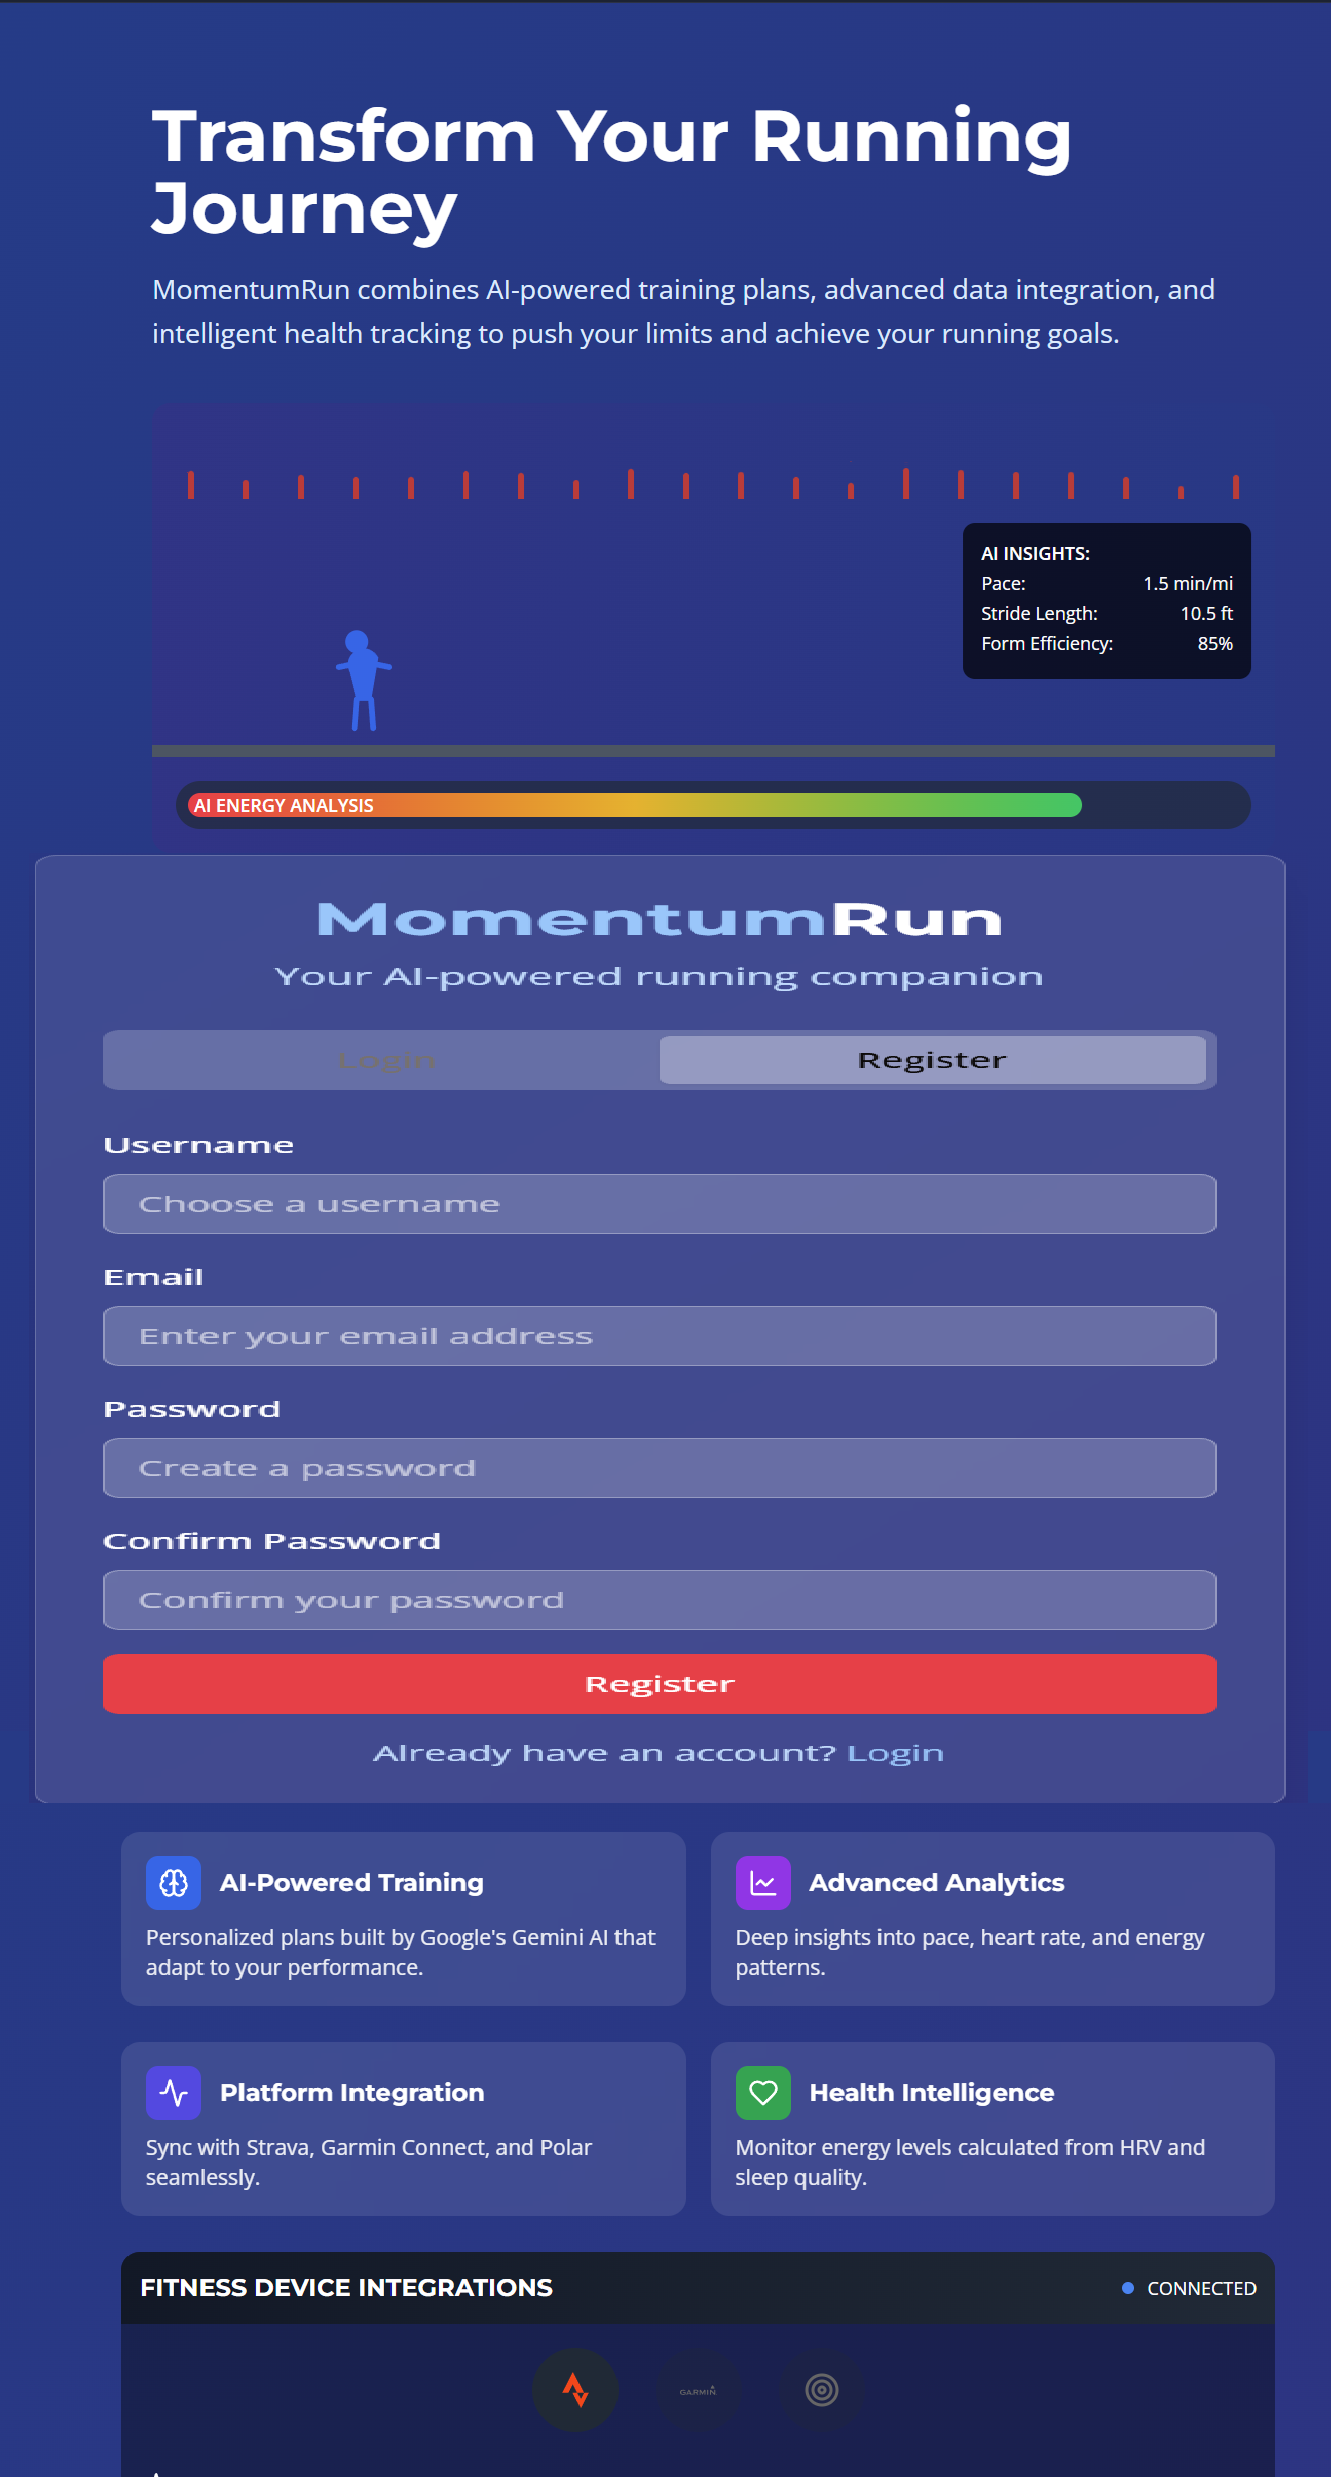 Transform Your Running
Journey
MomentumRun combines AI-powered training plans, advanced data integration, and
intelligent health tracking to push your limits and achieve your running goals.
AI INSIGHTS:
Pace: 1.5 min/mi
Stride Length: 10.5 ft
Form Efficiency: 85%
AI ENERGY ANALYSIS
MomentumRun
Your AI-powered running companion
Login Register
Username
Choose a username
Email
Enter your email address
Password
Create a password
Confirm Password
Confirm your password
Register
Already have an account? Login
AI-Powered Training
Personalized plans built by Google's Gemini AI that
adapt to your performance.
Advanced Analytics
Deep insights into pace, heart rate, and energy
patterns.
Platform Integration
Sync with Strava, Garmin Connect, and Polar
seamlessly.
Health Intelligence
Monitor energy levels calculated from HRV and
sleep quality.
FITNESS DEVICE INTEGRATIONS CONNECTED
GARMIN